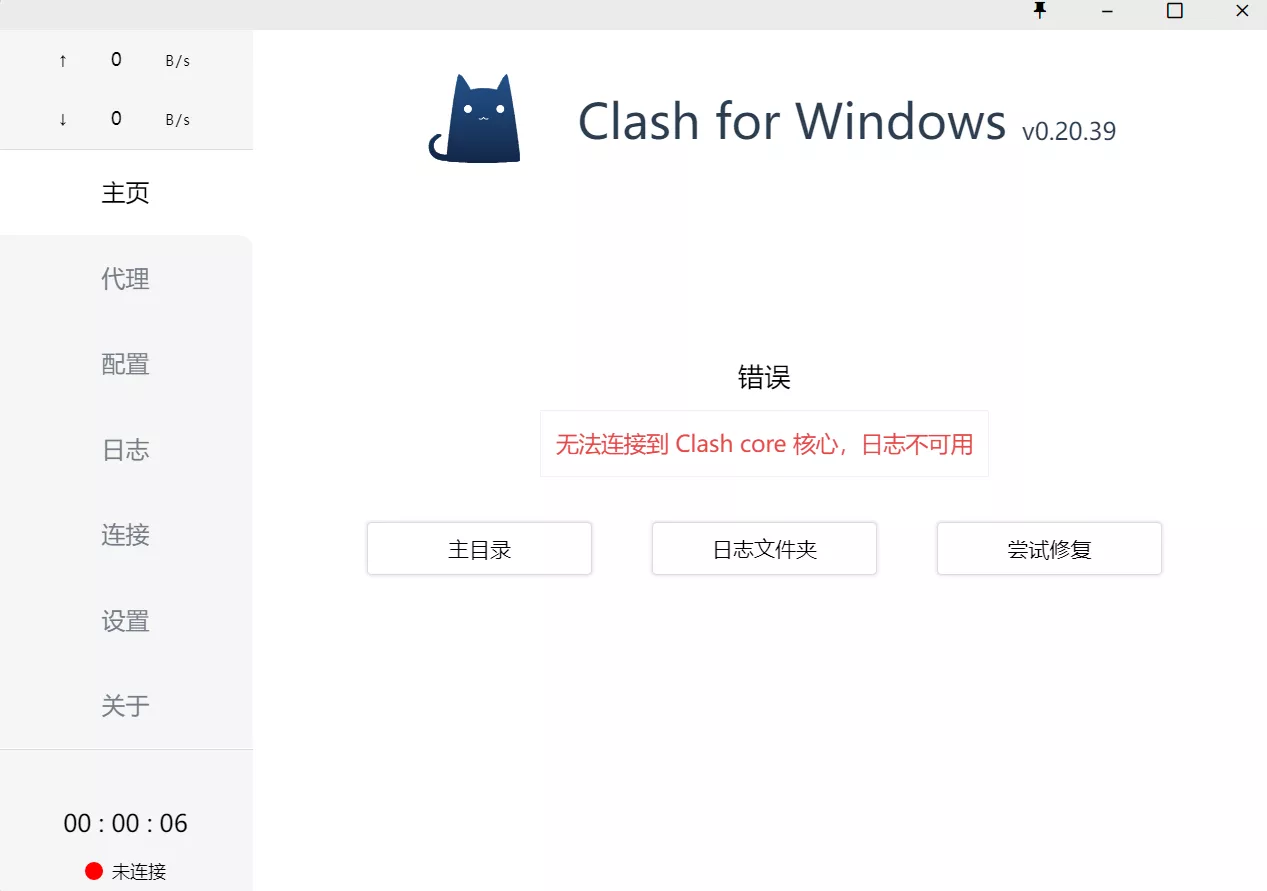 ↑ 0 B/s
↓ 0 B/s
主页
代理
配置
日志
连接
设置
关于
00 : 00 : 06
未连接
Clash for Windows v0.20.39
错误
无法连接到 Clash core 核心，日志不可用
主目录 日志文件夹 尝试修复